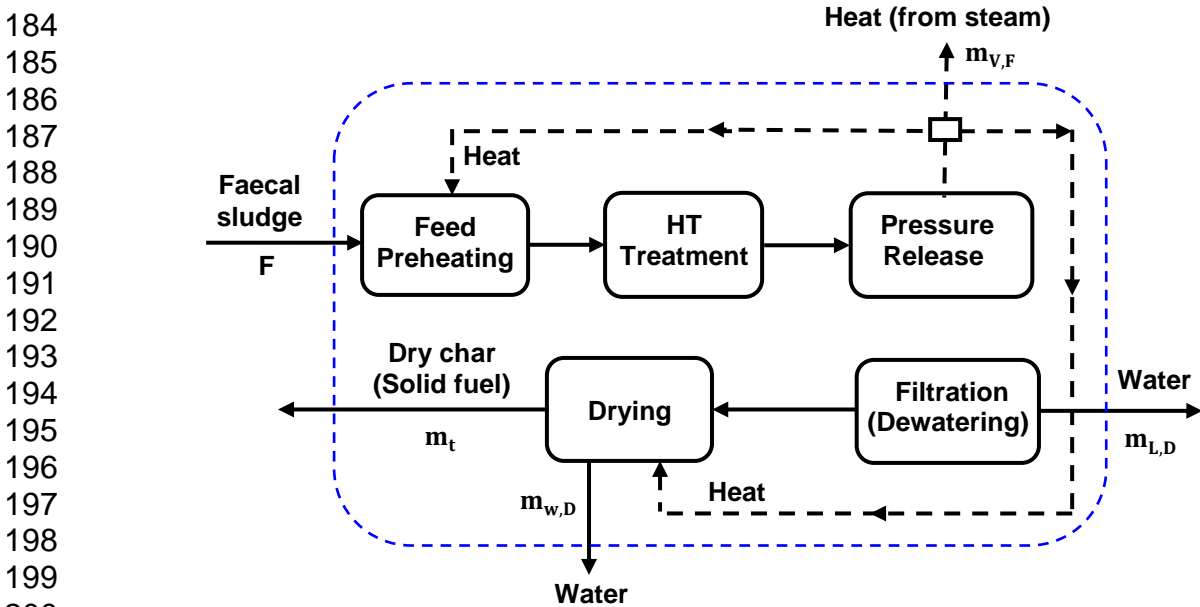 184
185
186
187
188
189
190
191
192
193
194
195
196
197
198
199
Heat (from steam)
m_V,F
Heat
Faecal
sludge
F
Feed
Preheating
HT
Treatment
Pressure
Release
Dry char
(Solid fuel)
m_t
Drying
Filtration
(Dewatering)
Water
m_L,D
m_w,D
Heat
Water